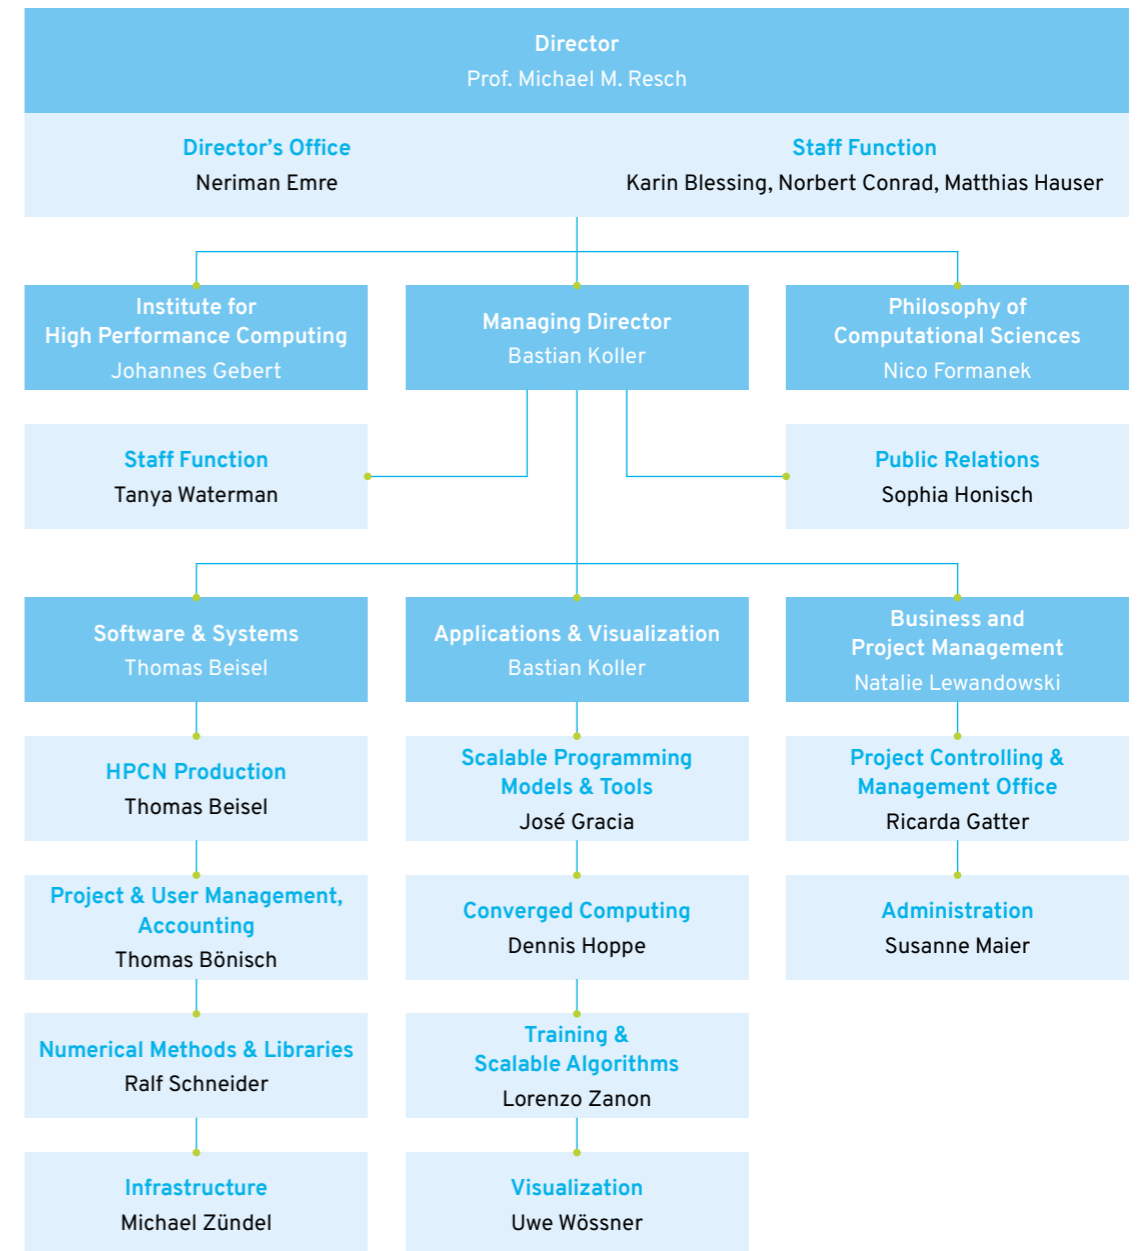 Director
Prof. Michael M. Resch
Director’s Office
Neriman Emre
Staff Function
Karin Blessing, Norbert Conrad, Matthias Hauser
Institute for
High Performance Computing
Johannes Gebert
Managing Director
Bastian Koller
Philosophy of
Computational Sciences
Nico Formanek
Staff Function
Tanya Waterman
Public Relations
Sophia Honisch
Software & Systems
Thomas Beisel
Applications & Visualization
Bastian Koller
Business and
Project Management
Natalie Lewandowski
HPCN Production
Thomas Beisel
Scalable Programming
Models & Tools
José Gracia
Project Controlling &
Management Office
Ricarda Gatter
Project & User Management,
Accounting
Thomas Bönisch
Converged Computing
Dennis Hoppe
Administration
Susanne Maier
Numerical Methods & Libraries
Ralf Schneider
Training &
Scalable Algorithms
Lorenzo Zanon
Infrastructure
Michael Zündel
Visualization
Uwe Wössner